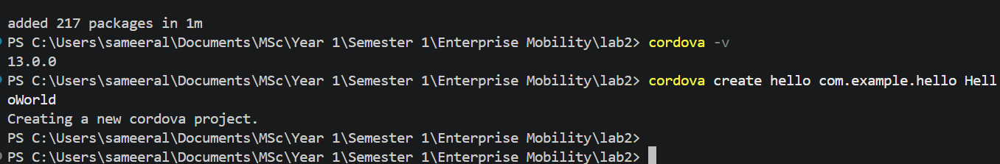 added 217 packages in 1m
PS C:\Users\sameeral\Documents\MSc\Year 1\Semester 1\Enterprise Mobility\lab2> cordova -v
13.0.0
PS C:\Users\sameeral\Documents\MSc\Year 1\Semester 1\Enterprise Mobility\lab2> cordova create hello com.example.hello Hell
oWorld
Creating a new cordova project.
PS C:\Users\sameeral\Documents\MSc\Year 1\Semester 1\Enterprise Mobility\lab2>
PS C:\Users\sameeral\Documents\MSc\Year 1\Semester 1\Enterprise Mobility\lab2>